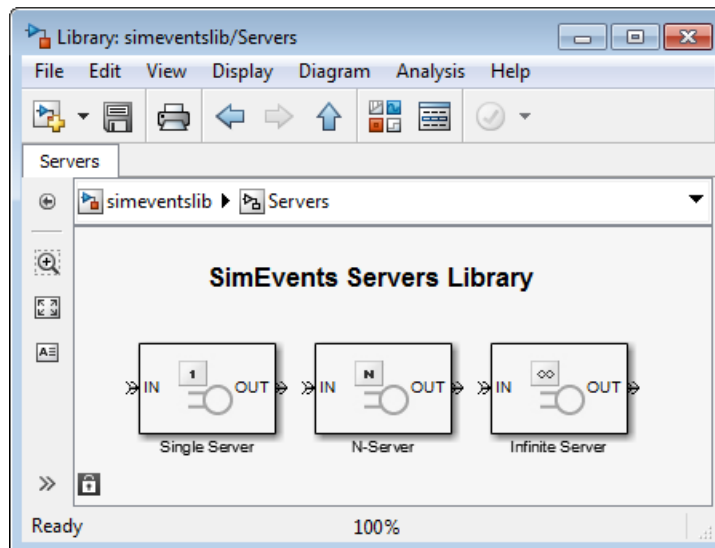 Library: simeventslib/Servers
File Edit View Display Diagram Analysis Help
Servers
simeventslib Servers
SimEvents Servers Library
1 N ∞
IN OUT IN OUT IN OUT
Single Server N-Server Infinite Server
Ready 100%